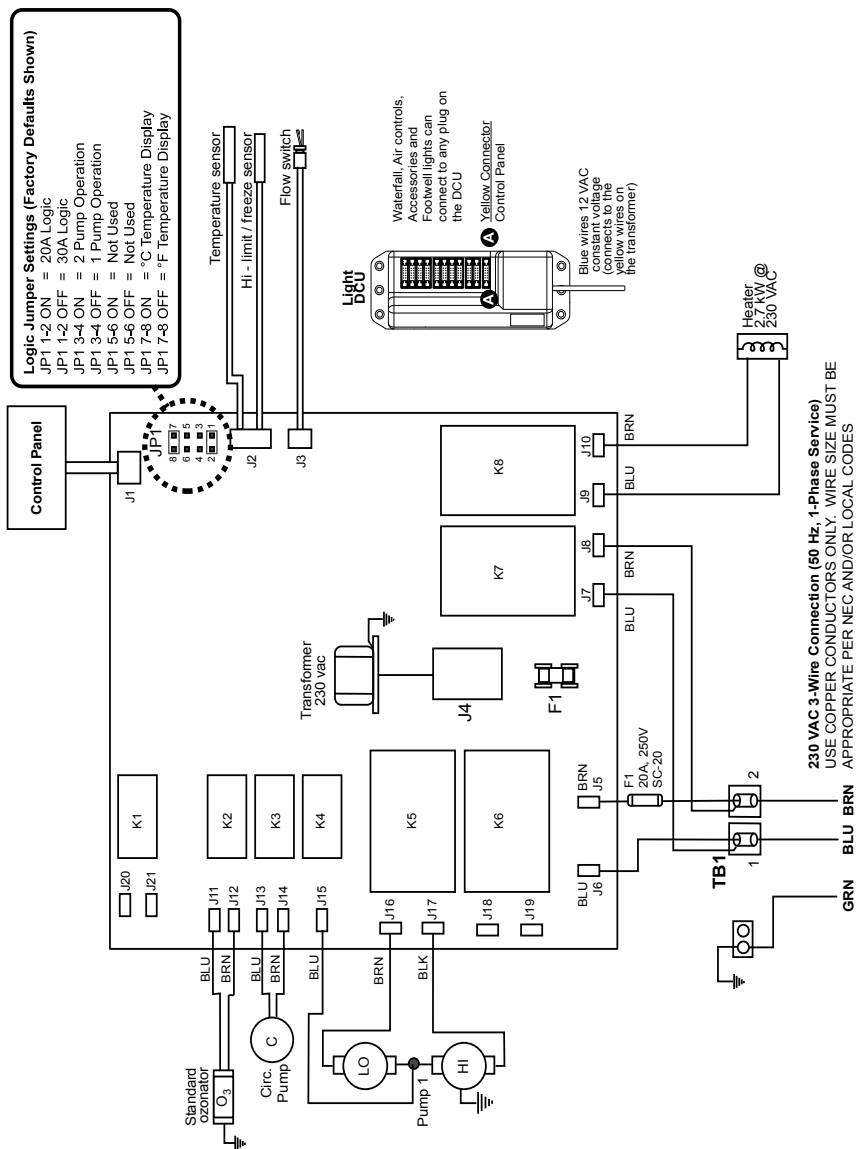 Control Panel
Logic Jumper Settings (Factory Defaults Shown)
JP1 1-2 ON = 20A Logic
JP1 1-2 OFF = 30A Logic
JP1 3-4 ON = 2 Pump Operation
JP1 3-4 OFF = 1 Pump Operation
JP1 5-6 ON = Not Used
JP1 5-6 OFF = Not Used
JP1 7-8 ON = °C Temperature Display
JP1 7-8 OFF = °F Temperature Display
J1
JP1
8 7
6 5
4 3
2 1
J2
J3
Temperature sensor
Hi - limit / freeze sensor
Flow switch
Light
DCU
A
A
Waterfall, Air controls,
Accessories and
Footwell lights can
connect to any plug on
the DCU
Yellow Connector
Control Panel
Blue wires 12 VAC
constant voltage
(connects to the
yellow wires on
the transformer)
J20
J21
K1
K2
K3
K4
K5
K6
K7
K8
Transformer
230 vac
J4
F1
J11
J12
J13
J14
J15
J16
J17
J18
J19
BLU
BRN
BLU
BRN
BLU
BRN
BLK
Standard
ozonator
O3
Circ.
Pump
C
LO
Pump 1
HI
BLU
J6
BRN
J5
F1
20A, 250V
SC-20
J7
BLU
J8
BRN
J9
BLU
J10
BRN
Heater
2.7 kW @
230 VAC
TB1
1
2
GRN
BLU
BRN
230 VAC 3-Wire Connection (50 Hz, 1-Phase Service)
USE COPPER CONDUCTORS ONLY. WIRE SIZE MUST BE
APPROPRIATE PER NEC AND/OR LOCAL CODES